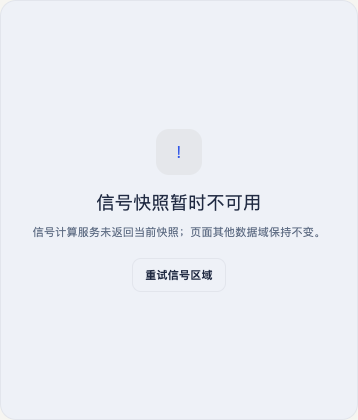 !
信号快照暂时不可用
信号计算服务未返回当前快照；页面其他数据域保持不变。
重试信号区域